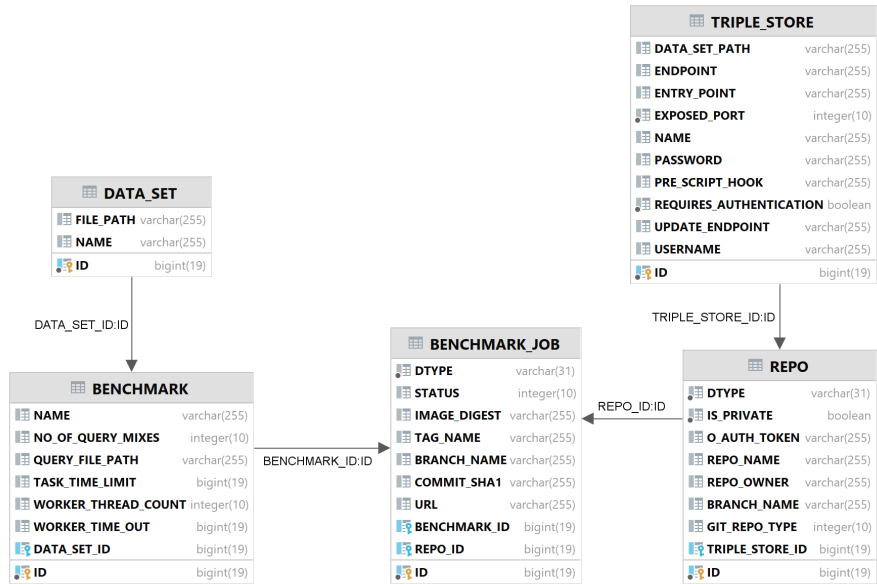 TRIPLE_STORE
DATA_SET_PATH varchar(255)
ENDPOINT varchar(255)
ENTRY_POINT varchar(255)
EXPOSED_PORT integer(10)
NAME varchar(255)
PASSWORD varchar(255)
PRE_SCRIPT_HOOK varchar(255)
REQUIRES_AUTHENTICATION boolean
UPDATE_ENDPOINT varchar(255)
USERNAME varchar(255)
ID bigint(19)
DATA_SET
FILE_PATH varchar(255)
NAME varchar(255)
ID bigint(19)
DATA_SET_ID:ID
TRIPLE_STORE_ID:ID
BENCHMARK
NAME varchar(255)
NO_OF_QUERY_MIXES integer(10)
QUERY_FILE_PATH varchar(255)
TASK_TIME_LIMIT bigint(19)
WORKER_THREAD_COUNT integer(10)
WORKER_TIME_OUT bigint(19)
DATA_SET_ID bigint(19)
ID bigint(19)
BENCHMARK_ID:ID
BENCHMARK_JOB
DTYPE varchar(31)
STATUS integer(10)
IMAGE_DIGEST varchar(255)
TAG_NAME varchar(255)
BRANCH_NAME varchar(255)
COMMIT_SHA1 varchar(255)
URL varchar(255)
BENCHMARK_ID bigint(19)
REPO_ID bigint(19)
ID bigint(19)
REPO_ID:ID
REPO
DTYPE varchar(31)
IS_PRIVATE boolean
O_AUTH_TOKEN varchar(255)
REPO_NAME varchar(255)
REPO_OWNER varchar(255)
BRANCH_NAME varchar(255)
GIT_REPO_TYPE integer(10)
TRIPLE_STORE_ID bigint(19)
ID bigint(19)